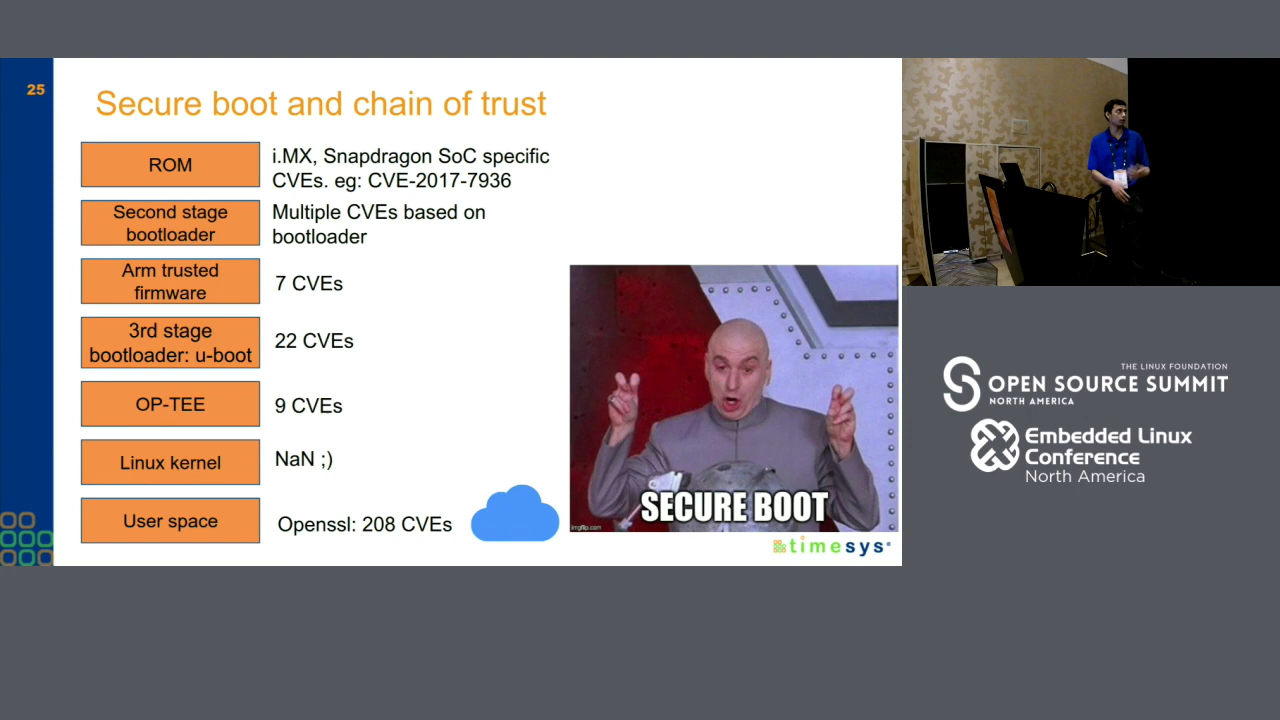 25
Secure boot and chain of trust
ROM
i.MX, Snapdragon SoC specific
CVEs. eg: CVE-2017-7936
Second stage
bootloader
Multiple CVEs based on
bootloader
Arm trusted
firmware
7 CVEs
3rd stage
bootloader: u-boot
22 CVEs
OP-TEE
9 CVEs
Linux kernel
NaN ;)
User space
Openssl: 208 CVEs
SECURE BOOT
imgflip.com
timesys®
THE LINUX FOUNDATION
OPEN SOURCE SUMMIT
NORTH AMERICA
Embedded Linux
Conference
North America